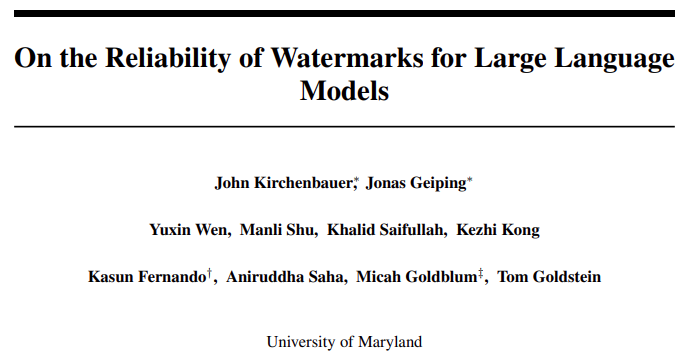 On the Reliability of Watermarks for Large Language
Models
John Kirchenbauer*, Jonas Geiping*
Yuxin Wen, Manli Shu, Khalid Saifullah, Kezhi Kong
Kasun Fernando†, Aniruddha Saha, Micah Goldblum‡, Tom Goldstein
University of Maryland